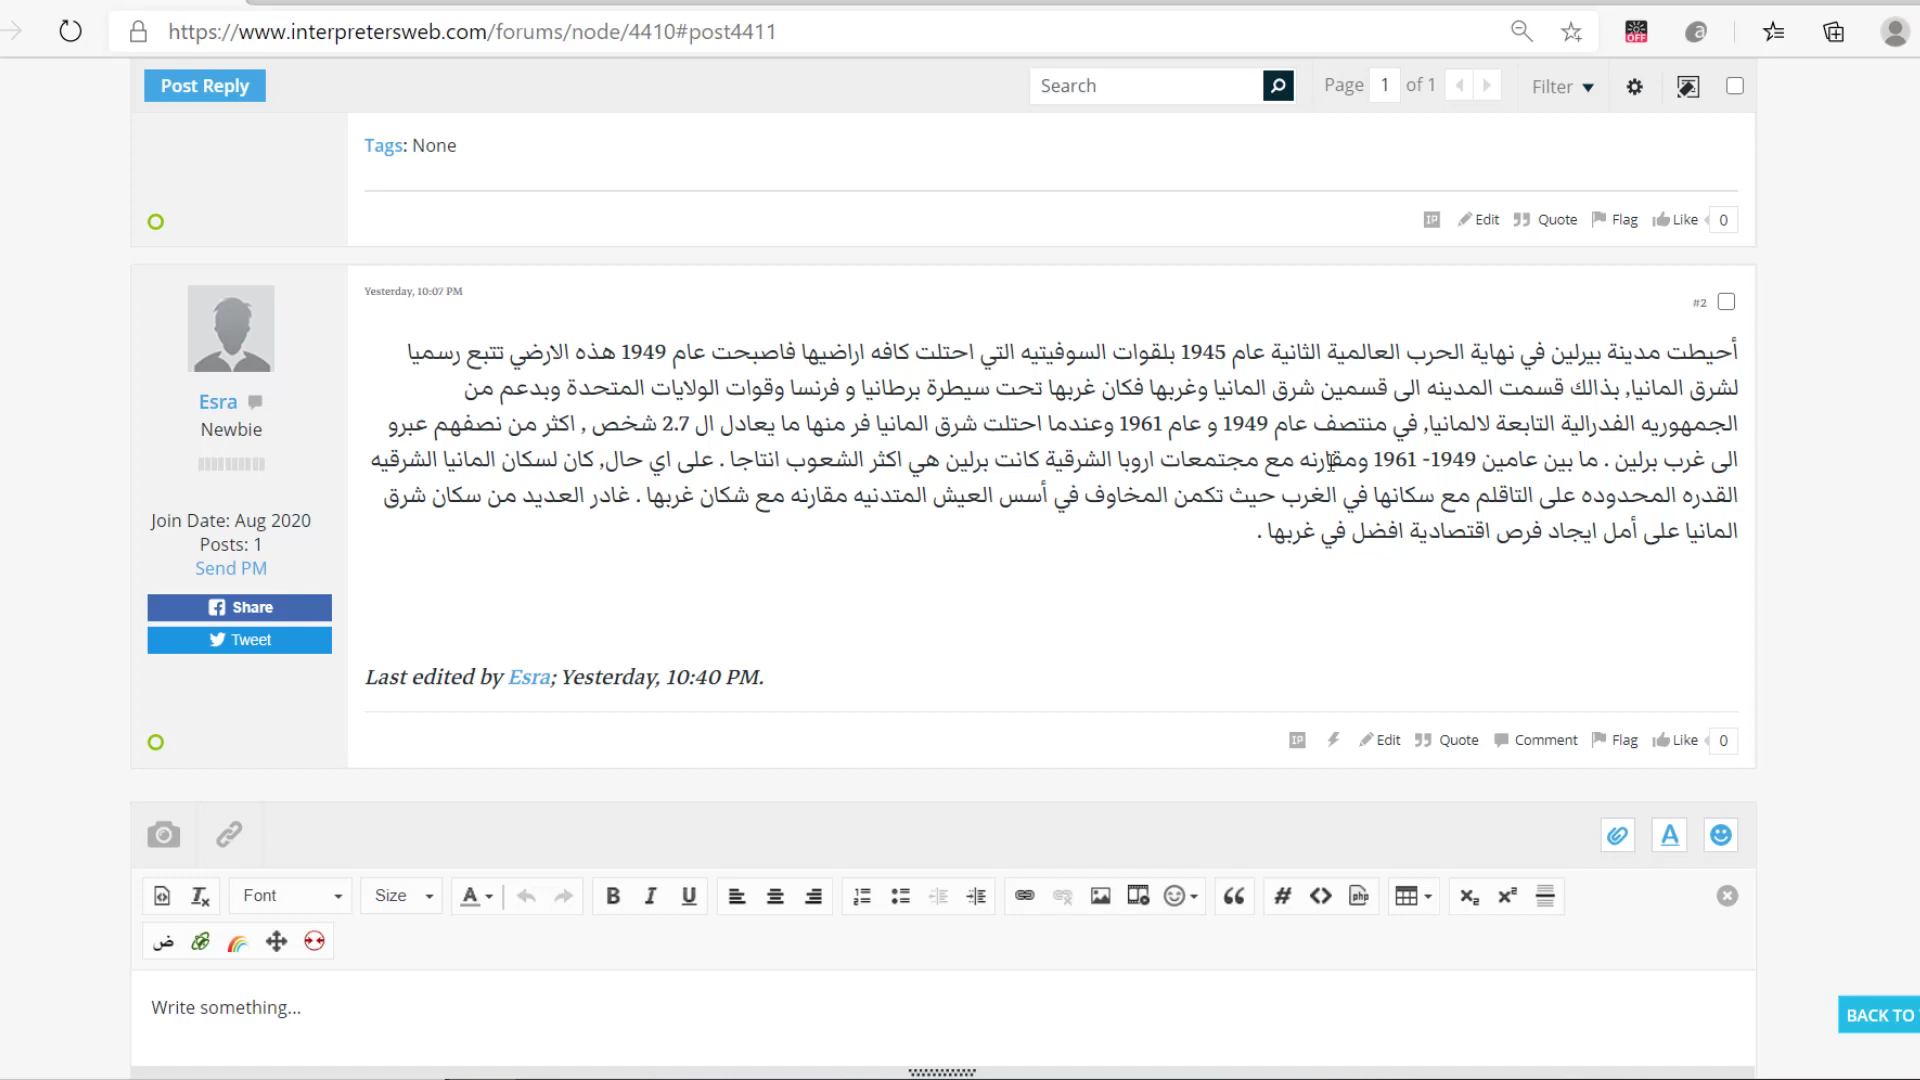 https://www.interpretersweb.com/forums/node/4410#post4411
OFF
Post Reply
Search
Page 1 of 1
Filter
Tags: None
IP Edit Quote Flag Like 0
Yesterday, 10:07 PM
#2
Esra
Newbie
Join Date: Aug 2020
Posts: 1
Send PM
Share
Tweet
أحيطت مدينة بيرلين في نهاية الحرب العالمية الثانية عام 1945 بلقوات السوفيتيه التي احتلت كافه اراضيها فاصبحت عام 1949 هذه الارضي تتبع رسميا
لشرق المانيا, بذالك قسمت المدينه الى قسمين شرق المانيا وغربها فكان غربها تحت سيطرة برطانيا و فرنسا وقوات الولايات المتحدة وبدعم من
الجمهوريه الفدرالية التابعة لالمانيا, في منتصف عام 1949 و عام 1961 وعندما احتلت شرق المانيا فر منها ما يعادل ال 2.7 شخص , اكثر من نصفهم عبرو
الى غرب برلين . ما بين عامين 1949- 1961 ومقارنه مع مجتمعات اروبا الشرقية كانت برلين هي اكثر الشعوب انتاجا . على اي حال, كان لسكان المانيا الشرقيه
القدره المحدوده على التاقلم مع سكانها في الغرب حيث تكمن المخاوف في أسس العيش المتدنيه مقارنه مع شكان غربها . غادر العديد من سكان شرق
المانيا على أمل ايجاد فرص اقتصادية افضل في غربها .
Last edited by Esra; Yesterday, 10:40 PM.
IP Edit Quote Comment Flag Like 0
Font Size A B I U # php x₂ x²
ض
Write something...
BACK TO